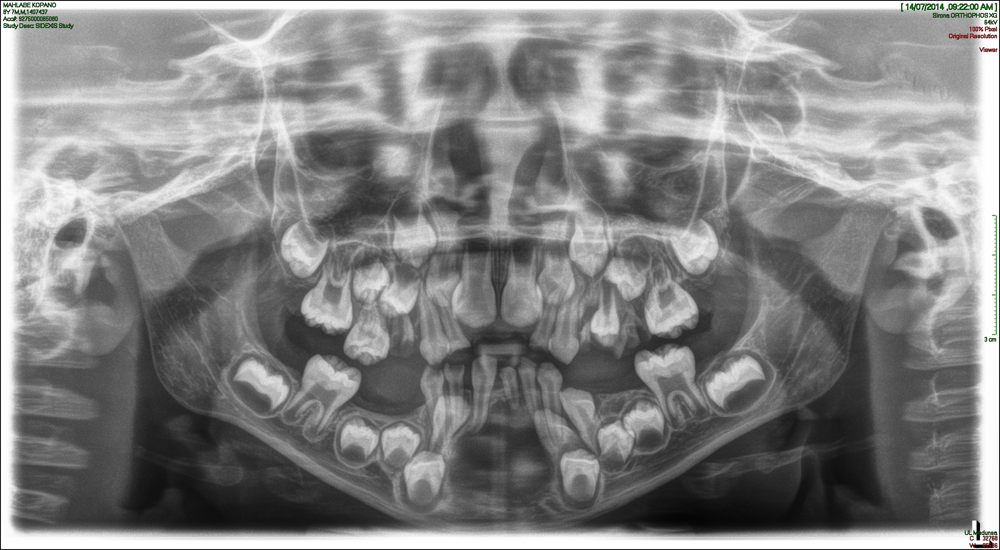 MAHLABE KOPANO
8Y 7M,M,1407437
Acc#: 9275000065080
Study Desc: SIDEXIS Study
[ 14/07/2014 ,09:22:00 AM ]
Sirona ORTHOPHOS XG
64kV
100% Pixel
Original Resolution
Viewer
3 cm
L
UL Medunsa
C 32768
W